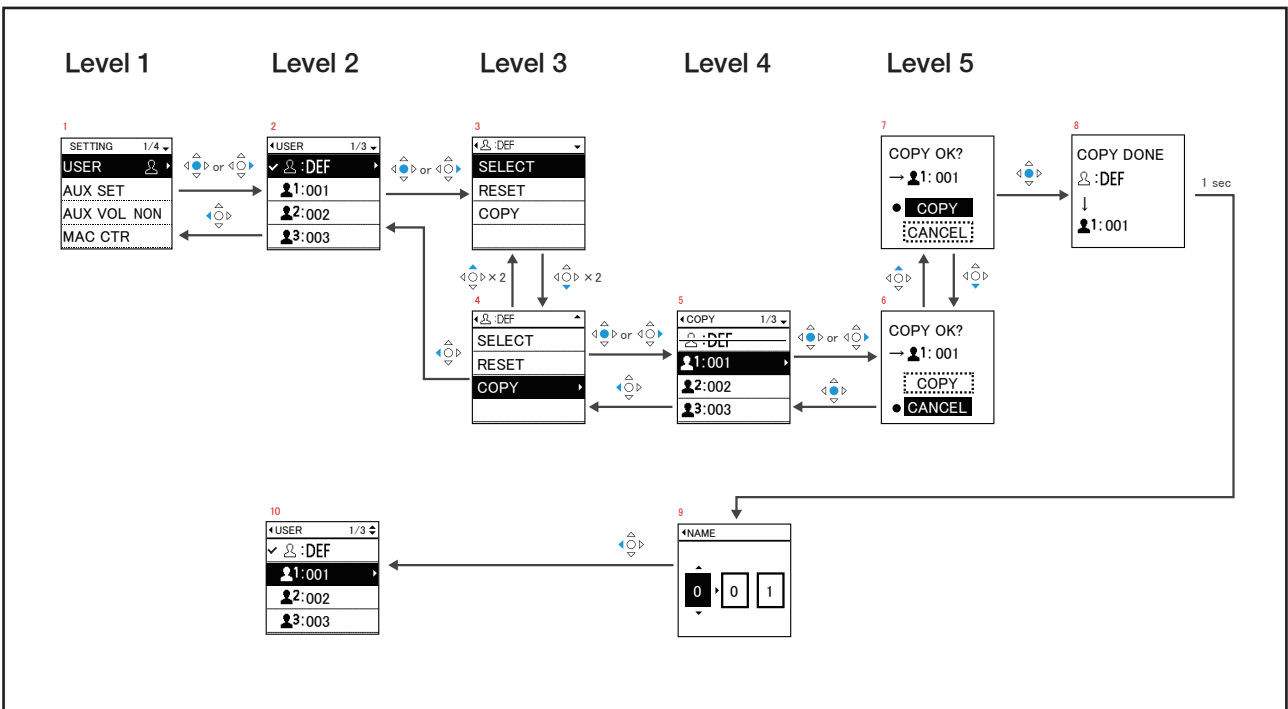 Level 1
Level 2
Level 3
Level 4
Level 5
1
SETTING 1/4
USER
AUX SET
AUX VOL NON
MAC CTR
or
2
USER 1/3
:DEF
1:001
2:002
3:003
or
3
:DEF
SELECT
RESET
COPY
×2
×2
4
:DEF
SELECT
RESET
COPY
or
5
COPY 1/3
:DEF
1:001
2:002
3:003
or
6
COPY OK?
→ 1: 001
COPY
● CANCEL
7
COPY OK?
→ 1: 001
● COPY
CANCEL
8
COPY DONE
:DEF
↓
1:001
1 sec
9
NAME
0 0 1
10
USER 1/3
✓ :DEF
1:001
2:002
3:003